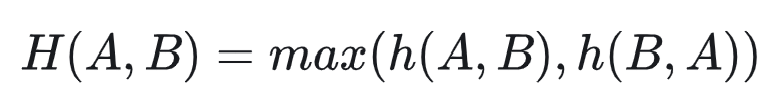 H(A, B) = max(h(A, B), h(B, A))